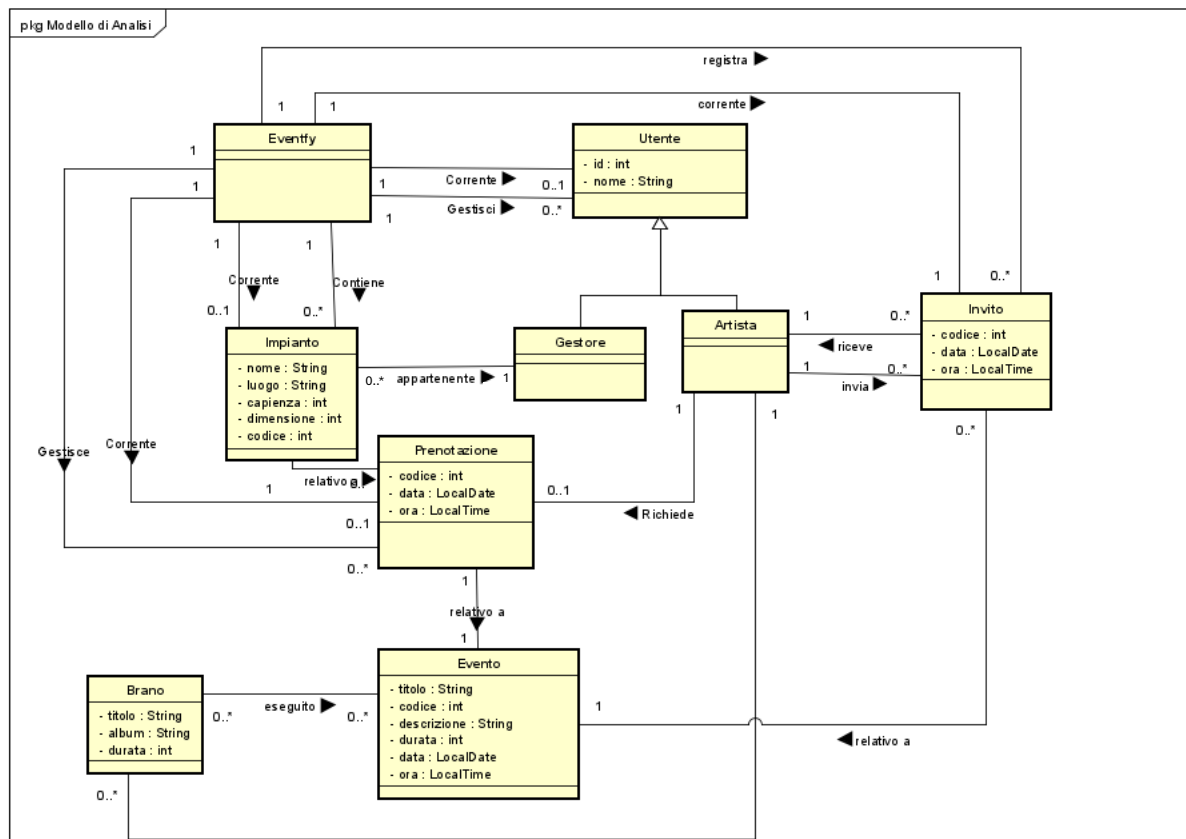 pkg Modello di Analisi
registra
1
1
corrente
1
Eventfy
Utente
- id : int
- nome : String
1
1
Corrente
0..1
1
Gestisci
0..*
1
1
1
Corrente
Contiene
0..1
0..*
1
0..*
Invito
- codice : int
- data : LocalDate
- ora : LocalTime
Impianto
- nome : String
- luogo : String
- capienza : int
- dimensione : int
- codice : int
Gestore
Artista
1
0..*
riceve
0..*
appartenente
1
1
invia
0..*
1
1
0..*
Gestisce
Corrente
Prenotazione
- codice : int
- data : LocalDate
- ora : LocalTime
relativo a
1
0..1
0..1
Richiede
0..*
1
relativo a
1
Evento
- titolo : String
- codice : int
- descrizione : String
- durata : int
- data : LocalDate
- ora : LocalTime
Brano
- titolo : String
- album : String
- durata : int
0..*
eseguito
0..*
1
relativo a
0..*